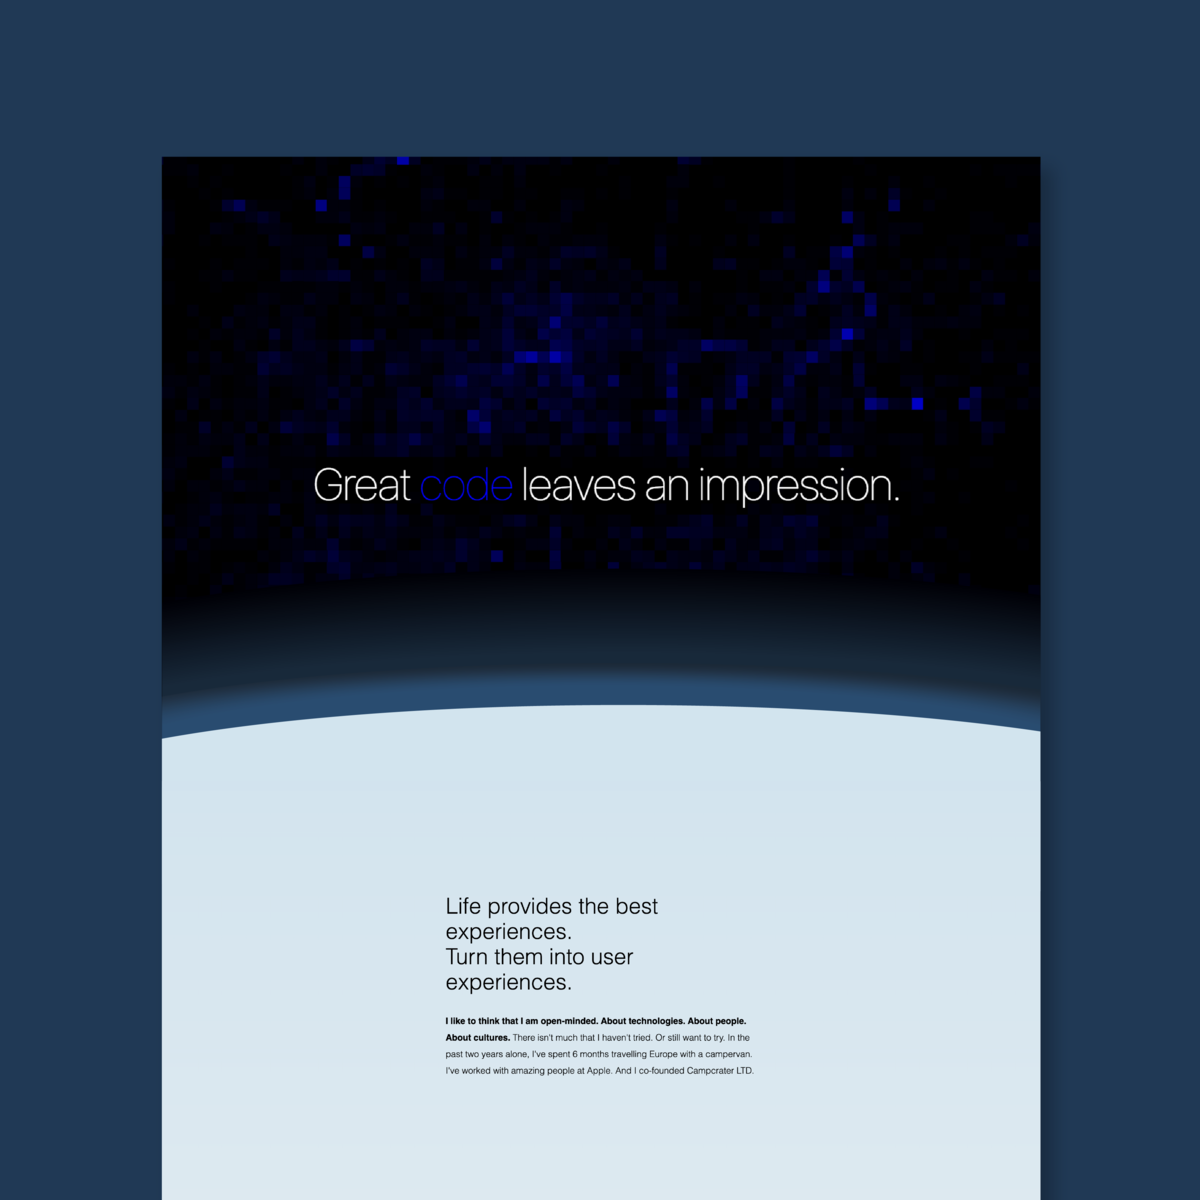 Great code leaves an impression.
Life provides the best
experiences.
Turn them into user
experiences.
I like to think that I am open-minded. About technologies. About people.
About cultures. There isn't much that I haven't tried. Or still want to try. In the
past two years alone, I've spent 6 months travelling Europe with a campervan.
I've worked with amazing people at Apple. And I co-founded Campcrater LTD.